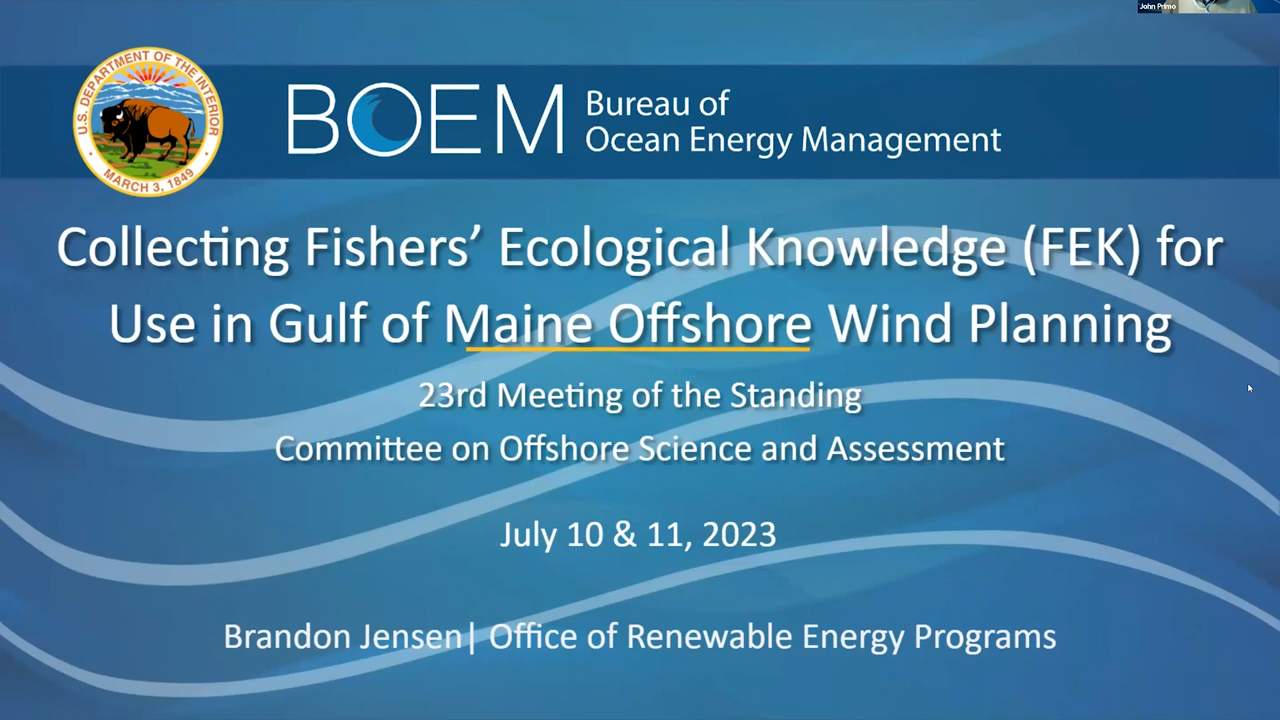 John Primo
U.S. DEPARTMENT OF THE INTERIOR
MARCH 3, 1849
BOEM
Bureau of
Ocean Energy Management
Collecting Fishers’ Ecological Knowledge (FEK) for
Use in Gulf of Maine Offshore Wind Planning
23rd Meeting of the Standing
Committee on Offshore Science and Assessment
July 10 & 11, 2023
Brandon Jensen| Office of Renewable Energy Programs